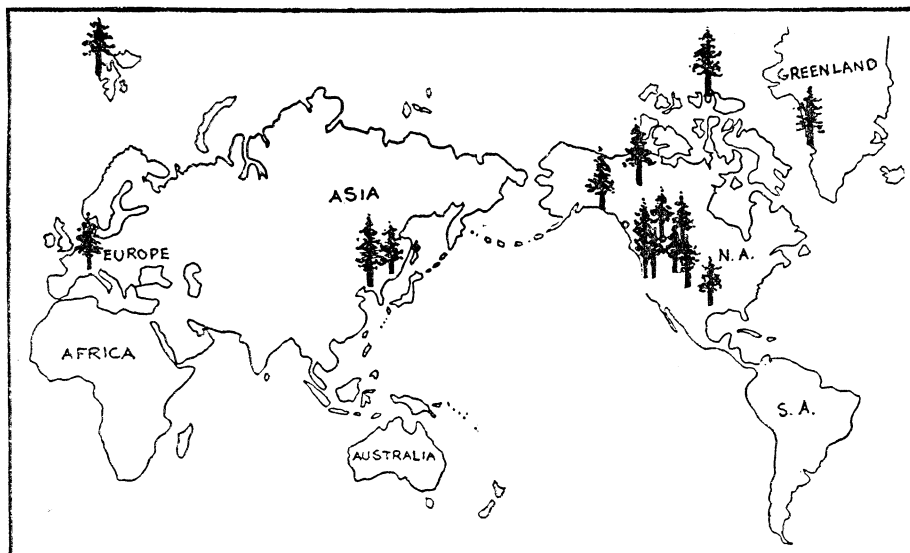 GREENLAND
ASIA
EUROPE
N.A.
AFRICA
S. A.
AUSTRALIA